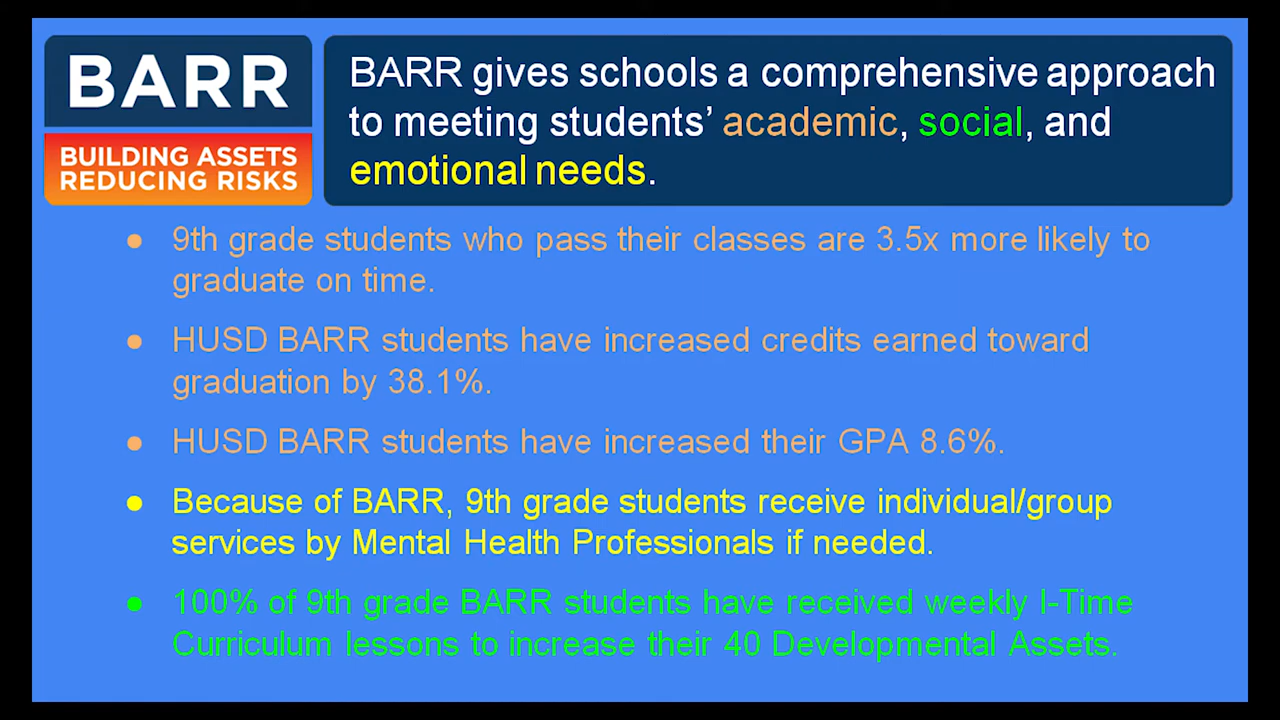 BARR
BUILDING ASSETS
REDUCING RISKS
BARR gives schools a comprehensive approach
to meeting students’ academic, social, and
emotional needs.
● 9th grade students who pass their classes are 3.5x more likely to
graduate on time.
● HUSD BARR students have increased credits earned toward
graduation by 38.1%.
● HUSD BARR students have increased their GPA 8.6%.
● Because of BARR, 9th grade students receive individual/group
services by Mental Health Professionals if needed.
● 100% of 9th grade BARR students have received weekly I-Time
Curriculum lessons to increase their 40 Developmental Assets.